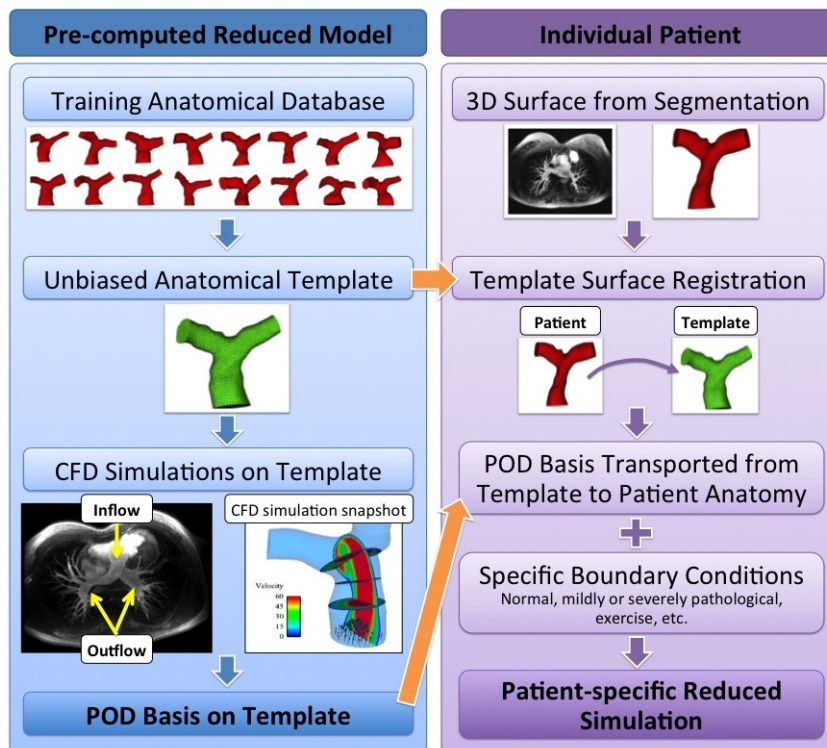 Pre-computed Reduced Model
Training Anatomical Database
Unbiased Anatomical Template
CFD Simulations on Template
Inflow
Outflow
CFD simulation snapshot
Velocity
60
45
30
15
0
POD Basis on Template
Individual Patient
3D Surface from Segmentation
Template Surface Registration
Patient
Template
POD Basis Transported from
Template to Patient Anatomy
Specific Boundary Conditions
Normal, mildly or severely pathological,
exercise, etc.
Patient-specific Reduced
Simulation